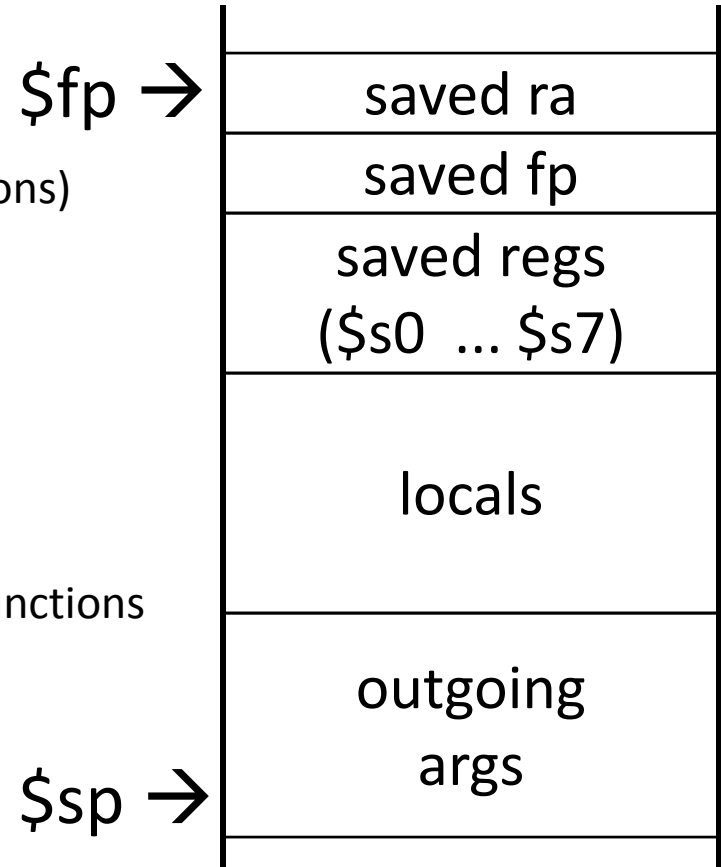 $fp →
saved ra
ons)
saved fp
saved regs
($s0 ... $s7)
locals
nctions
outgoing
args
$sp →